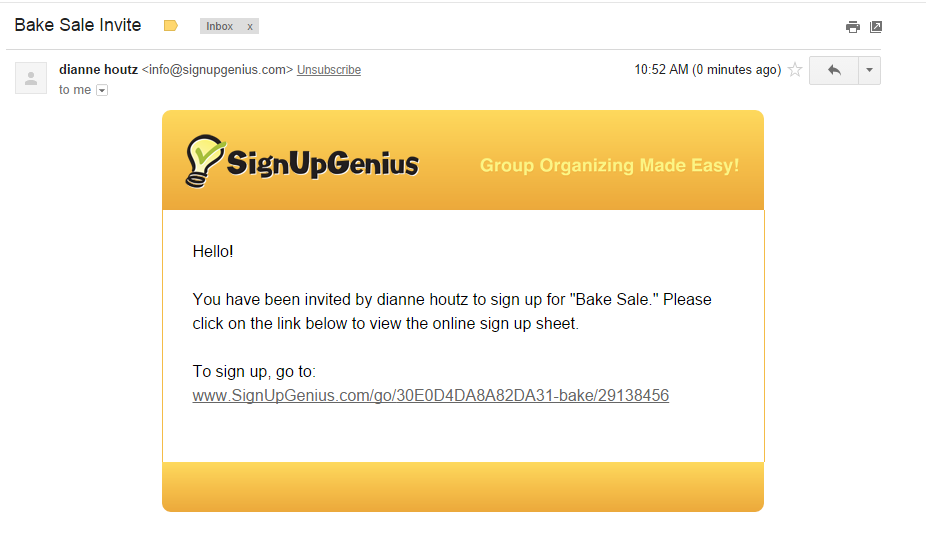 Bake Sale Invite
Inbox x
dianne houtz <info@signupgenius.com> Unsubscribe
10:52 AM (0 minutes ago)
to me
SignUpGenius
Group Organizing Made Easy!
Hello!
You have been invited by dianne houtz to sign up for "Bake Sale." Please
click on the link below to view the online sign up sheet.
To sign up, go to:
www.SignUpGenius.com/go/30E0D4DA8A82DA31-bake/29138456